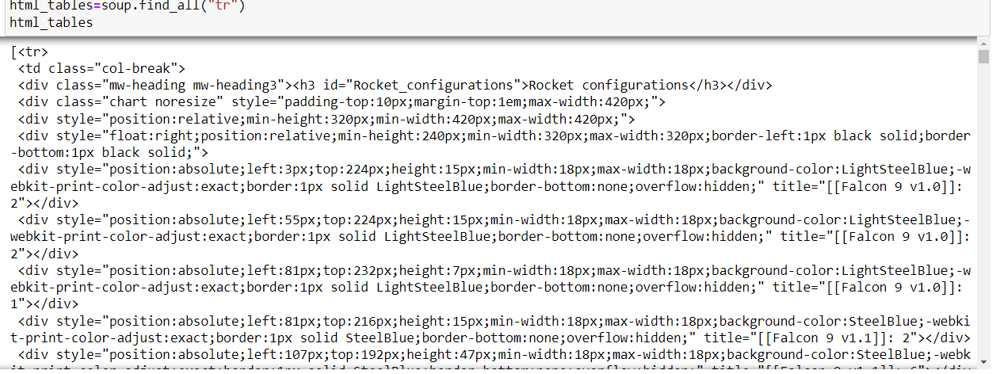 html_tables=soup.find_all("tr")
html_tables
[<tr>
<td class="col-break">
<div class="mw-heading mw-heading3"><h3 id="Rocket_configurations">Rocket configurations</h3></div>
<div class="chart noresize" style="padding-top:10px;margin-top:1em;max-width:420px;">
<div style="position:relative;min-height:320px;min-width:420px;max-width:420px;">
<div style="float:right;position:relative;min-height:240px;min-width:320px;max-width:320px;border-left:1px black solid;border
-bottom:1px black solid;">
<div style="position:absolute;left:3px;top:224px;height:15px;min-width:18px;max-width:18px;background-color:LightSteelBlue;-w
ebkit-print-color-adjust:exact;border:1px solid LightSteelBlue;border-bottom:none;overflow:hidden;" title="[[Falcon 9 v1.0]]:
2"></div>
<div style="position:absolute;left:55px;top:224px;height:15px;min-width:18px;max-width:18px;background-color:LightSteelBlue;-
webkit-print-color-adjust:exact;border:1px solid LightSteelBlue;border-bottom:none;overflow:hidden;" title="[[Falcon 9 v1.0]]:
2"></div>
<div style="position:absolute;left:81px;top:232px;height:7px;min-width:18px;max-width:18px;background-color:LightSteelBlue;-w
ebkit-print-color-adjust:exact;border:1px solid LightSteelBlue;border-bottom:none;overflow:hidden;" title="[[Falcon 9 v1.0]]:
1"></div>
<div style="position:absolute;left:81px;top:216px;height:15px;min-width:18px;max-width:18px;background-color:SteelBlue;-webki
t-print-color-adjust:exact;border:1px solid SteelBlue;border-bottom:none;overflow:hidden;" title="[[Falcon 9 v1.1]]: 2"></div>
<div style="position:absolute;left:107px;top:192px;height:47px;min-width:18px;max-width:18px;background-color:SteelBlue;-webk